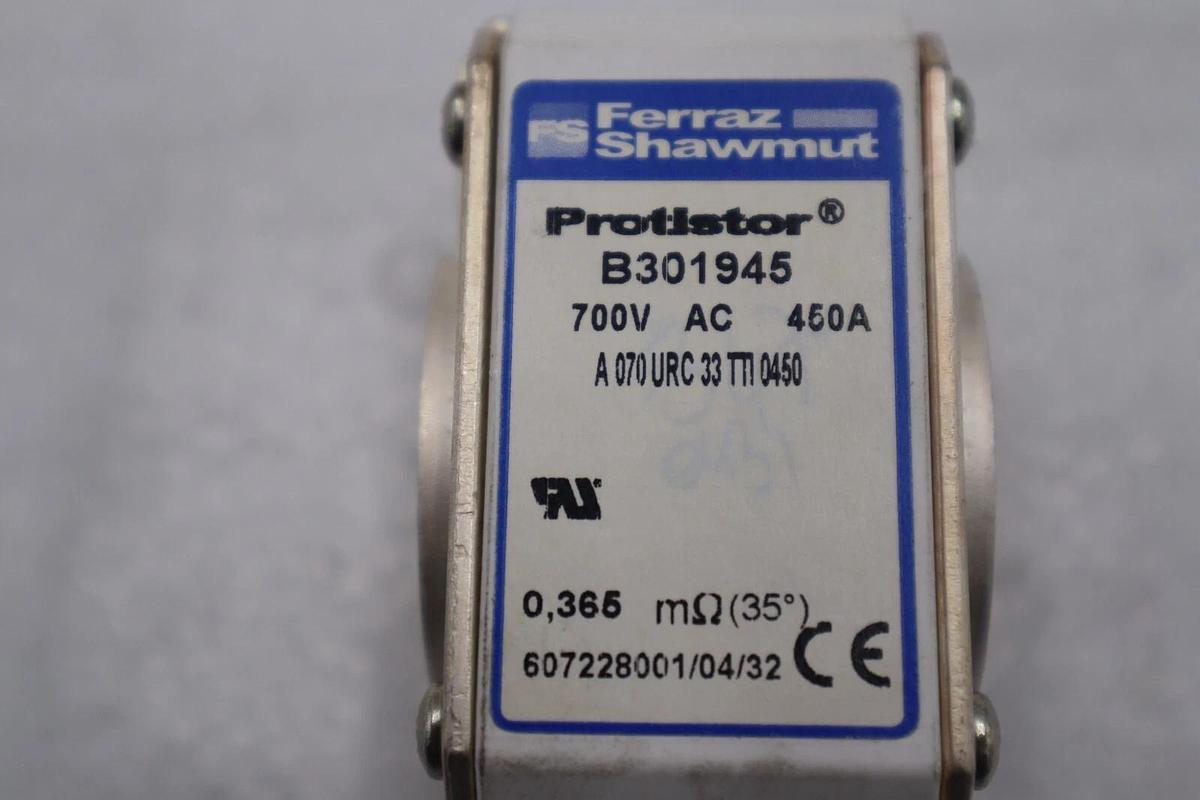 FS Ferraz
Shawmut
Protistor®
B301945
700V AC 450A
A 070 URC 33 TTI 0450
0,365 mΩ (35°)
607228001/04/32 CE